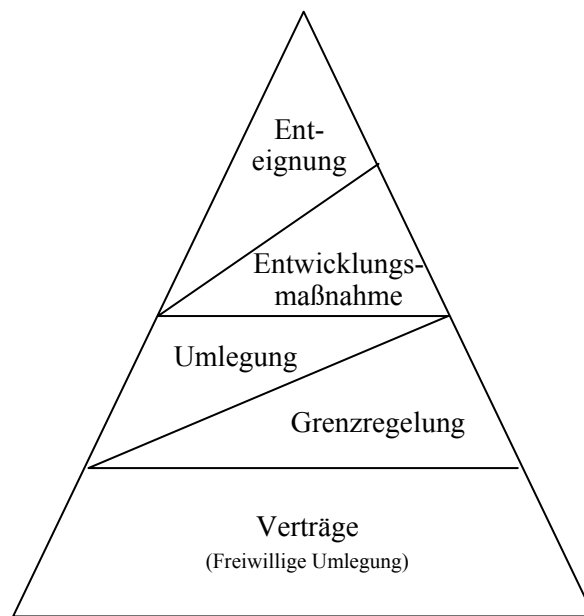 Ent-
eignung
Entwicklungs-
maßnahme
Umlegung
Grenzregelung
Verträge
(Freiwillige Umlegung)